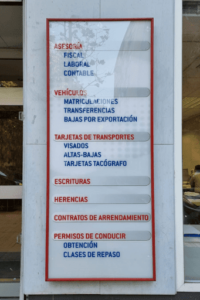 ASESORÍA
FISCAL
LABORAL
CONTABLE
VEHÍCULOS
MATRICULACIONES
TRANSFERENCIAS
BAJAS POR EXPORTACIÓN
TARJETAS DE TRANSPORTES
VISADOS
ALTAS-BAJAS
TARJETAS TACÓGRAFO
ESCRITURAS
HERENCIAS
CONTRATOS DE ARRENDAMIENTO
PERMISOS DE CONDUCIR
OBTENCIÓN
CLASES DE REPASO